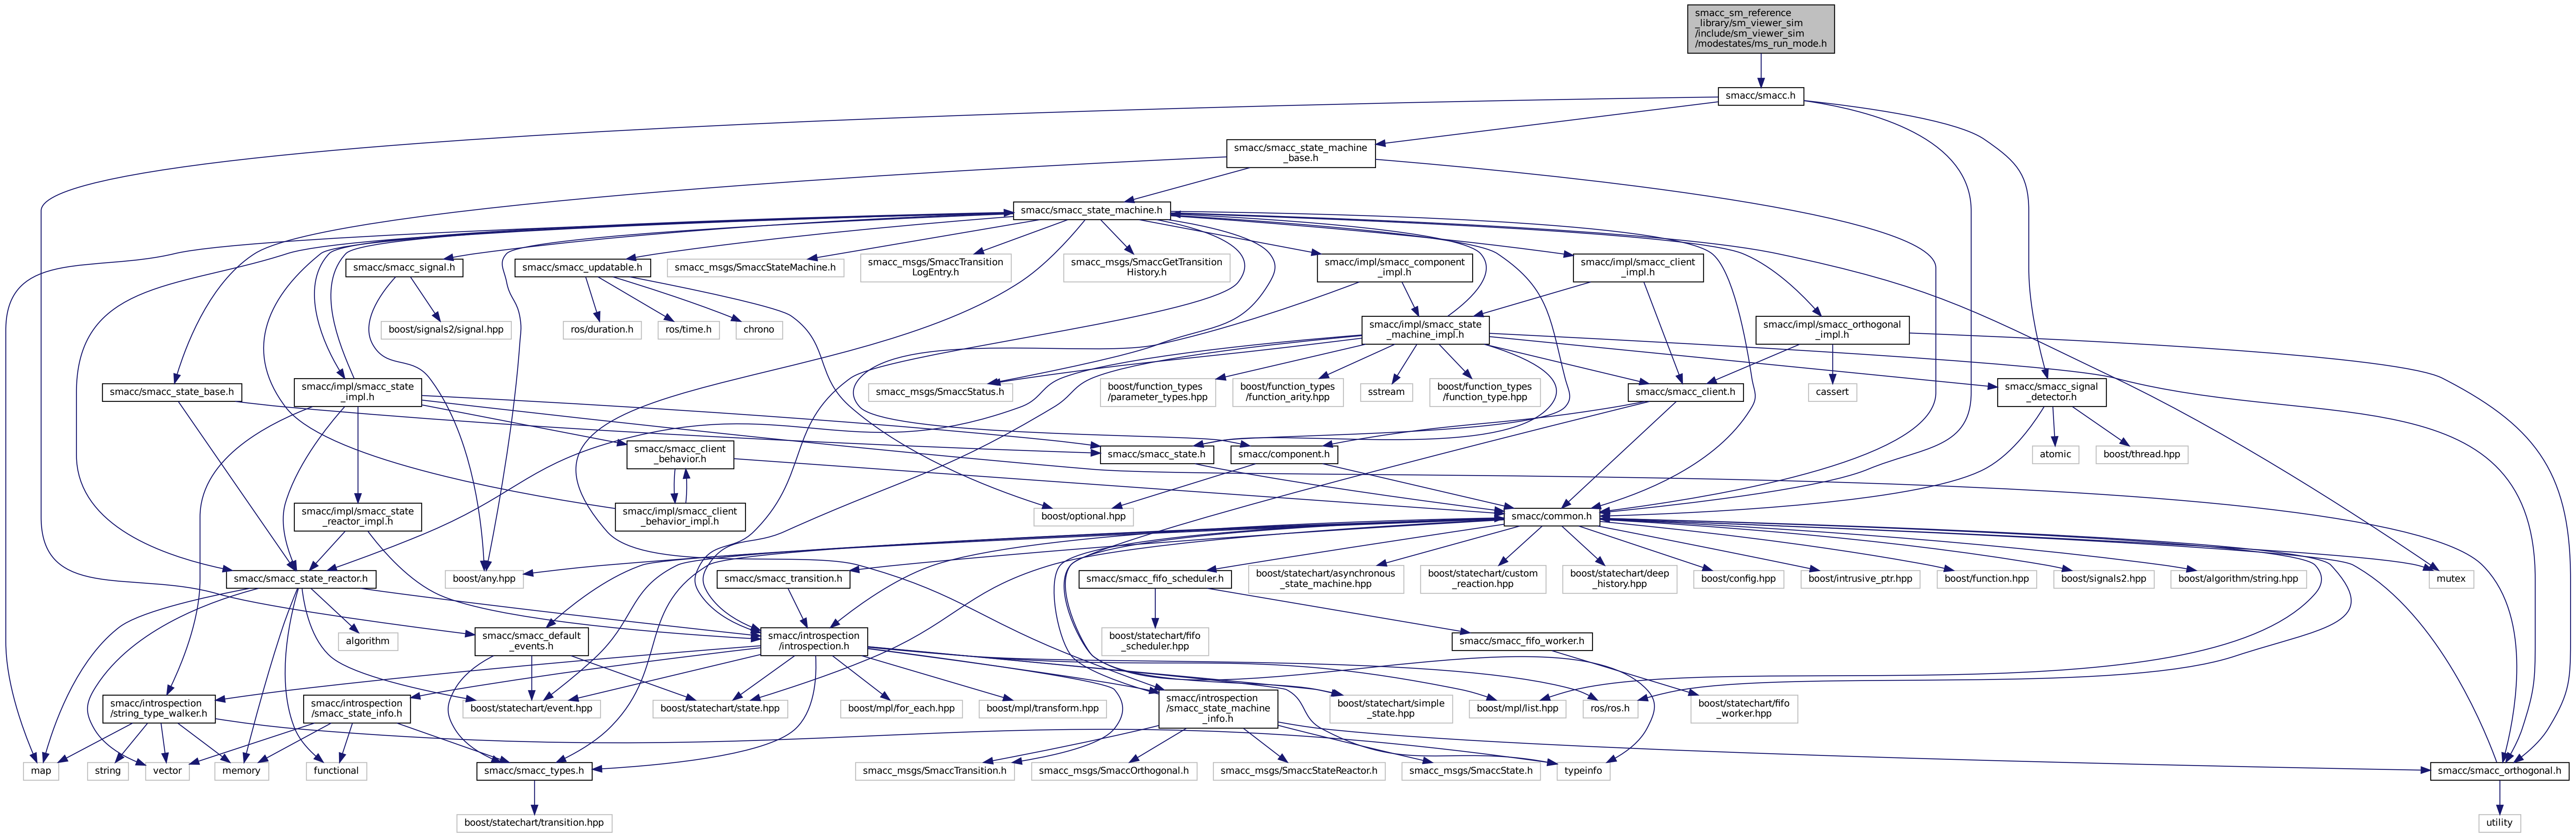 smacc_sm_reference
_library/sm_viewer_sim
/include/sm_viewer_sim
/modestates/ms_run_mode.h
smacc/smacc.h
smacc/smacc_state_machine
_base.h
smacc/smacc_state_machine.h
smacc/smacc_signal.h
smacc/smacc_updatable.h
smacc_msgs/SmaccStateMachine.h
smacc_msgs/SmaccTransition
LogEntry.h
smacc_msgs/SmaccGetTransition
History.h
smacc/impl/smacc_component
_impl.h
smacc/impl/smacc_client
_impl.h
boost/signals2/signal.hpp
ros/duration.h
ros/time.h
chrono
smacc/impl/smacc_state
_machine_impl.h
smacc/impl/smacc_orthogonal
_impl.h
smacc/smacc_state_base.h
smacc/impl/smacc_state
_impl.h
smacc_msgs/SmaccStatus.h
boost/function_types
/parameter_types.hpp
boost/function_types
/function_arity.hpp
sstream
boost/function_types
/function_type.hpp
smacc/smacc_client.h
cassert
smacc/smacc_signal
_detector.h
smacc/smacc_client
_behavior.h
smacc/smacc_state.h
smacc/component.h
atomic
boost/thread.hpp
smacc/impl/smacc_state
_reactor_impl.h
smacc/impl/smacc_client
_behavior_impl.h
boost/optional.hpp
smacc/common.h
smacc/smacc_state_reactor.h
boost/any.hpp
smacc/smacc_transition.h
smacc/smacc_fifo_scheduler.h
boost/statechart/asynchronous
_state_machine.hpp
boost/statechart/custom
_reaction.hpp
boost/statechart/deep
_history.hpp
boost/config.hpp
boost/intrusive_ptr.hpp
boost/function.hpp
boost/signals2.hpp
boost/algorithm/string.hpp
mutex
algorithm
smacc/smacc_default
_events.h
smacc/introspection
/introspection.h
boost/statechart/fifo
_scheduler.hpp
smacc/smacc_fifo_worker.h
smacc/introspection
/string_type_walker.h
smacc/introspection
/smacc_state_info.h
boost/statechart/event.hpp
boost/statechart/state.hpp
boost/mpl/for_each.hpp
boost/mpl/transform.hpp
smacc/introspection
/smacc_state_machine
_info.h
boost/statechart/simple
_state.hpp
boost/mpl/list.hpp
ros/ros.h
boost/statechart/fifo
_worker.hpp
map
string
vector
memory
functional
smacc/smacc_types.h
smacc_msgs/SmaccTransition.h
smacc_msgs/SmaccOrthogonal.h
smacc_msgs/SmaccStateReactor.h
smacc_msgs/SmaccState.h
typeinfo
smacc/smacc_orthogonal.h
boost/statechart/transition.hpp
utility